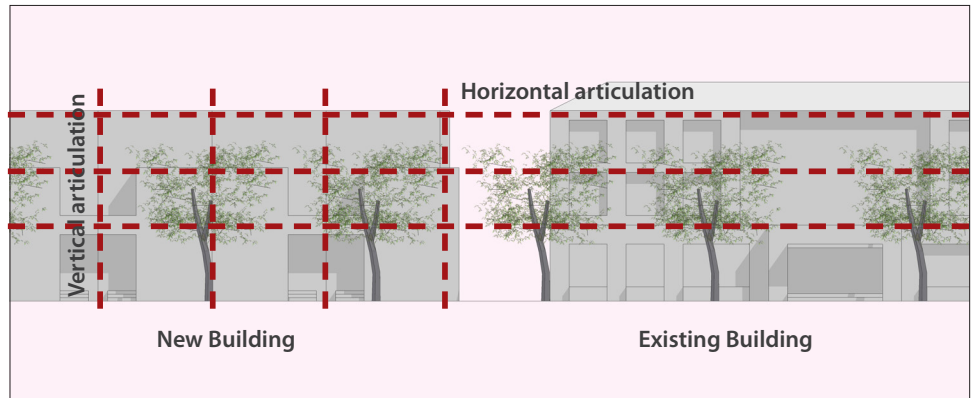 Horizontal articulation
Vertical articulation
New Building
Existing Building